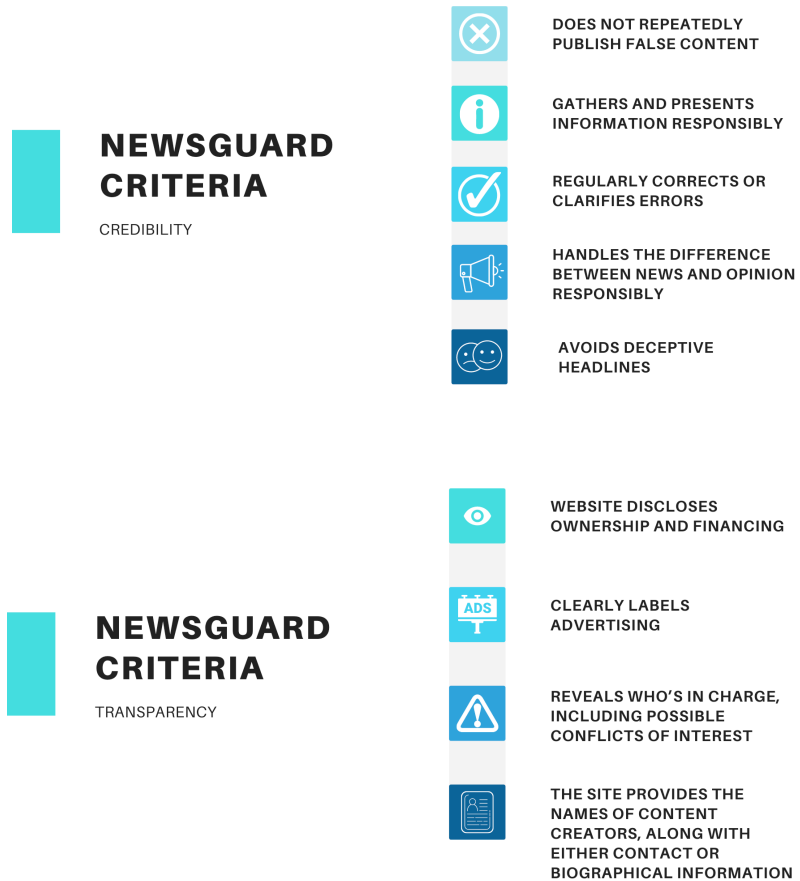 NEWSGUARD
CRITERIA
CREDIBILITY
DOES NOT REPEATEDLY
PUBLISH FALSE CONTENT
GATHERS AND PRESENTS
INFORMATION RESPONSIBLY
REGULARLY CORRECTS OR
CLARIFIES ERRORS
HANDLES THE DIFFERENCE
BETWEEN NEWS AND OPINION
RESPONSIBLY
AVOIDS DECEPTIVE
HEADLINES
NEWSGUARD
CRITERIA
TRANSPARENCY
WEBSITE DISCLOSES
OWNERSHIP AND FINANCING
ADS
CLEARLY LABELS
ADVERTISING
REVEALS WHO’S IN CHARGE,
INCLUDING POSSIBLE
CONFLICTS OF INTEREST
THE SITE PROVIDES THE
NAMES OF CONTENT
CREATORS, ALONG WITH
EITHER CONTACT OR
BIOGRAPHICAL INFORMATION